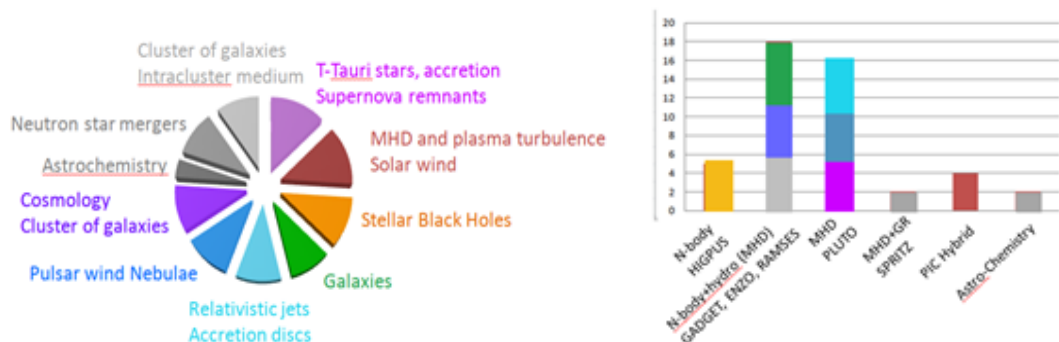 Cluster of galaxies
Intracluster medium
T-Tauri stars, accretion
Supernova remnants
Neutron star mergers
MHD and plasma turbulence
Solar wind
Astrochemistry
Cosmology
Cluster of galaxies
Stellar Black Holes
Pulsar wind Nebulae
Galaxies
Relativistic jets
Accretion discs
20
18
16
14
12
10
8
6
4
2
0
N-body
HIGPUS
N-body+hydro (MHD)
GADGET, ENZO, RAMSES
MHD
PLUTO
MHD+GR
SPRITZ
PIC Hybrid
Astro-Chemistry